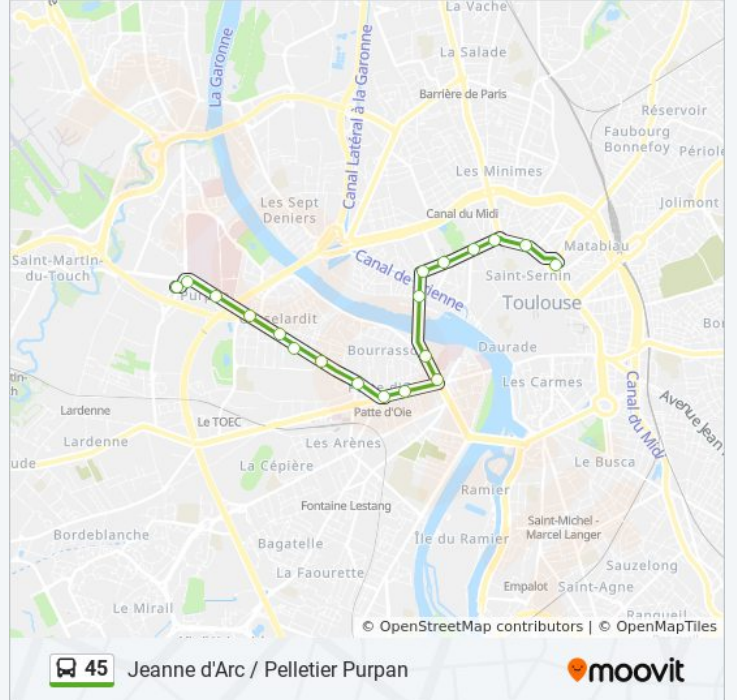 La Vache
La Salade
La Garonne
Canal Latéral à la Garonne
Barrière de Paris
Réservoir
Faubourg
Bonnefoy
Les Minimes
Les Sept
Deniers
Canal du Midi
Jolimont
Matabiau
Saint-Martin-
du-Touch
Canal de
Saint-Sernin
Toulouse
Daurade
Les Carmes
Canal du Midi
Lardenne
Patte d'Oie
Le TOEC
Lardenne
Les Arènes
Le Busca
La Cépière
Ramier
Fontaine Lestang
Saint-Michel -
Marcel Langer
Bordeblanche
Bagatelle
Île du Ramier
La Faourette
Sauzelong
Empalot
Saint-Agne
Le Mirail
© OpenStreetMap contributors | © OpenMapTiles
45
Jeanne d'Arc / Pelletier Purpan
moovit